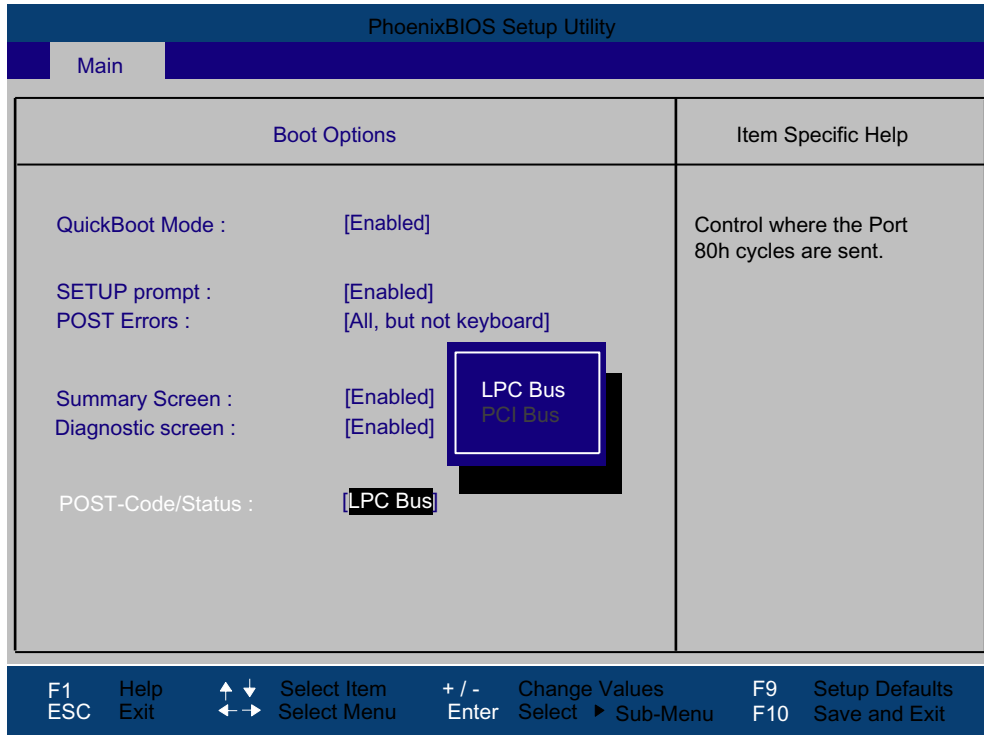 PhoenixBIOS Setup Utility
Main
Boot Options
Item Specific Help
QuickBoot Mode : [Enabled]
SETUP prompt : [Enabled]
POST Errors : [All, but not keyboard]
Summary Screen : [Enabled]
Diagnostic screen : [Enabled]
POST-Code/Status : [LPC Bus]
LPC Bus
PCI Bus
Control where the Port
80h cycles are sent.
F1 Help Select Item + / - Change Values F9 Setup Defaults
ESC Exit Select Menu Enter Select Sub-Menu F10 Save and Exit